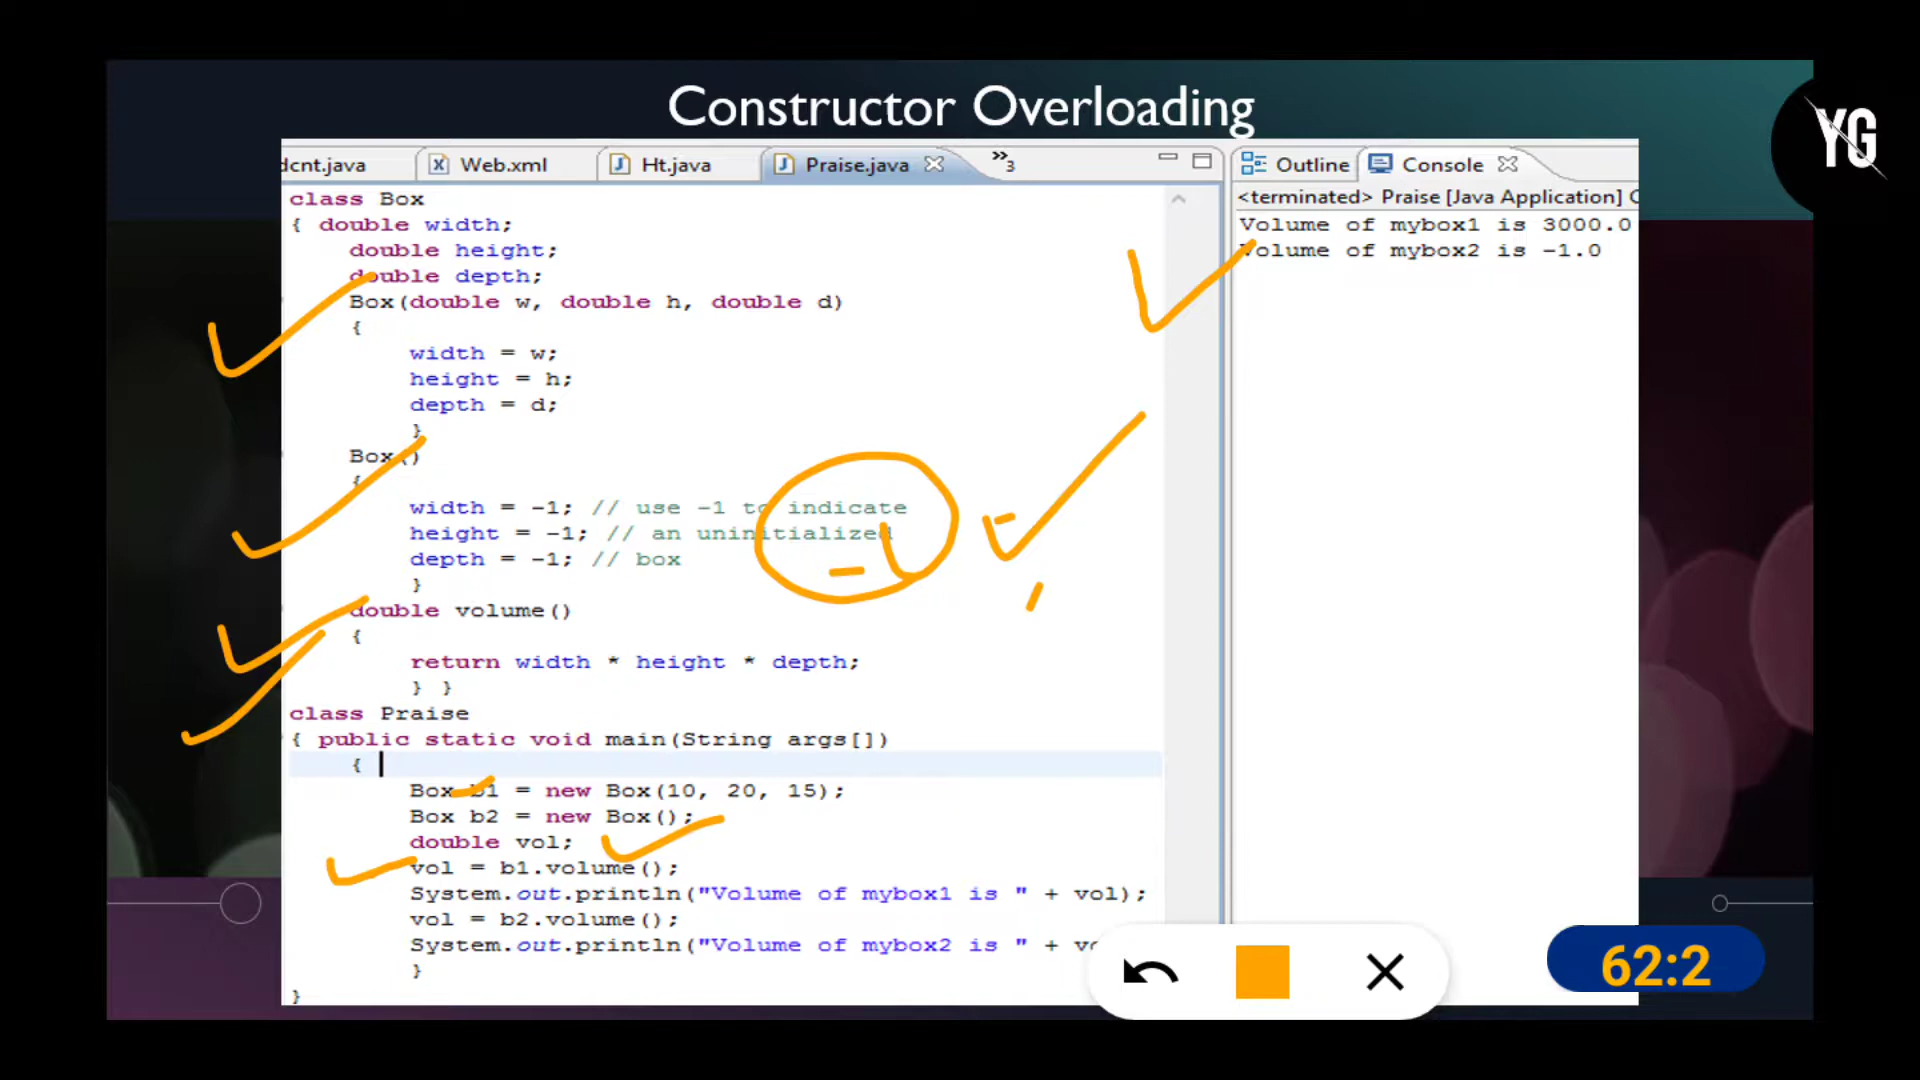 Constructor Overloading
YG
dcnt.java
Web.xml
Ht.java
Praise.java
3
Outline
Console
class Box
{ double width;
double height;
double depth;
Box(double w, double h, double d)
{
width = w;
height = h;
depth = d;
}
Box()
{
width = -1; // use -1 to indicate
height = -1; // an uninitialized
depth = -1; // box
}
double volume()
{
return width * height * depth;
} }
class Praise
{ public static void main(String args[])
{
Box b1 = new Box(10, 20, 15);
Box b2 = new Box();
double vol;
vol = b1.volume();
System.out.println("Volume of mybox1 is " + vol);
vol = b2.volume();
System.out.println("Volume of mybox2 is " + vo
}
}
<terminated> Praise [Java Application]
Volume of mybox1 is 3000.0
Volume of mybox2 is -1.0
62:2